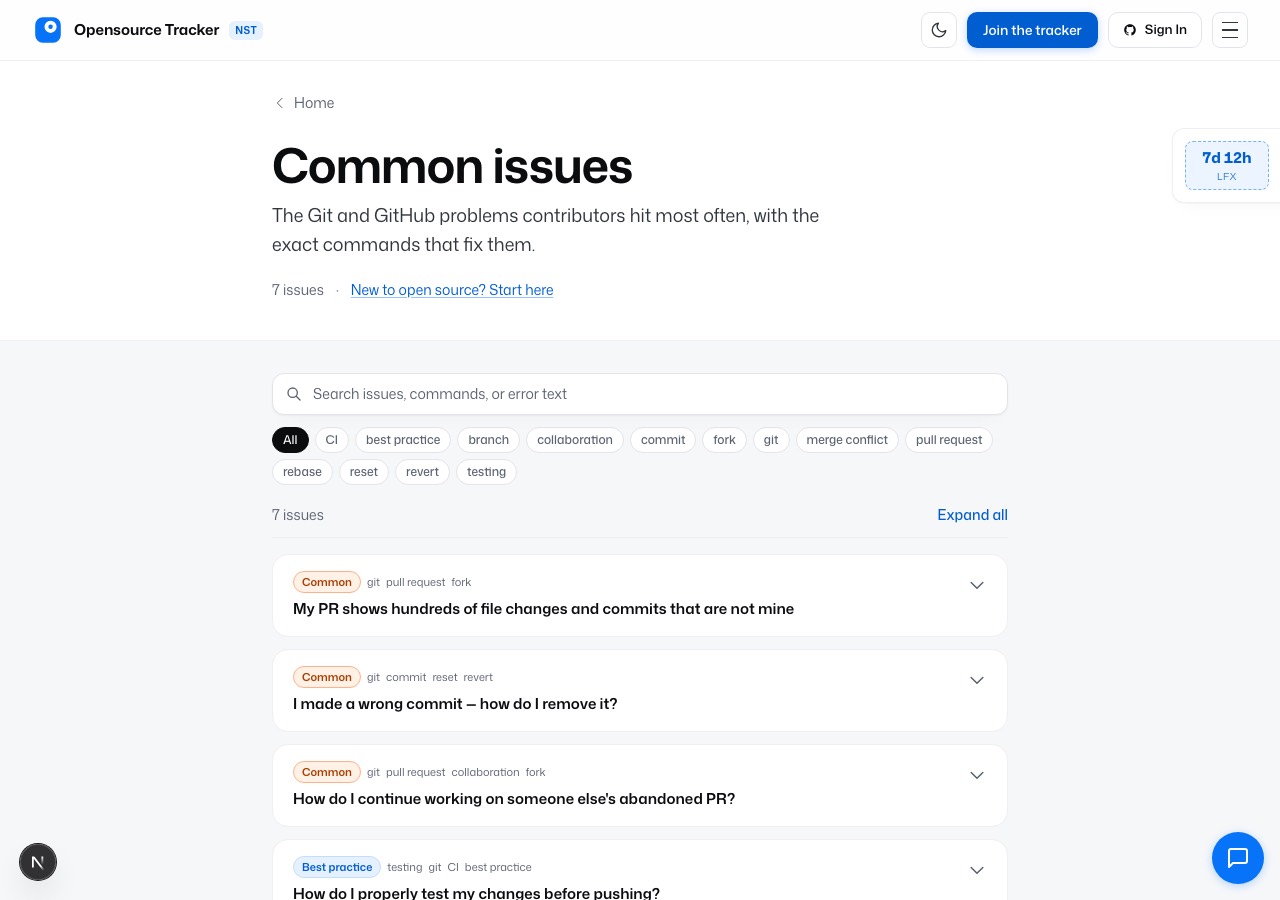 Opensource Tracker NST
Join the tracker
Sign In
Home
Common issues
7d 12h
LFX
The Git and GitHub problems contributors hit most often, with the
exact commands that fix them.
7 issues · New to open source? Start here
Search issues, commands, or error text
All CI best practice branch collaboration commit fork git merge conflict pull request
rebase reset revert testing
7 issues Expand all
Common git pull request fork
My PR shows hundreds of file changes and commits that are not mine
Common git commit reset revert
I made a wrong commit — how do I remove it?
Common git pull request collaboration fork
How do I continue working on someone else's abandoned PR?
Best practice testing git CI best practice
How do I properly test my changes before pushing?
N